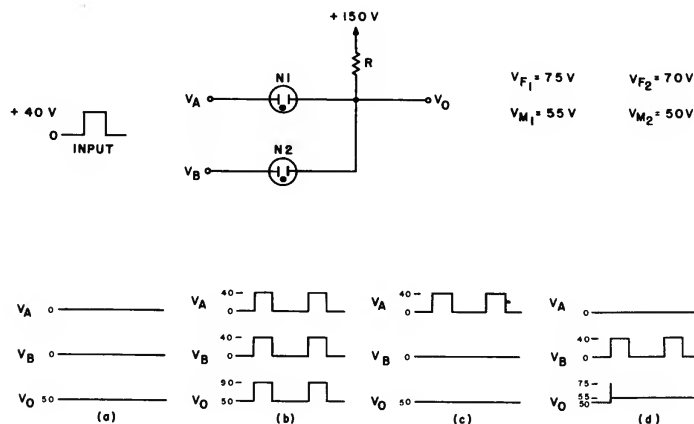 +150V
R
N1
V_A
V_O
N2
V_B
+ 40 V
0
INPUT
V_F1 = 75 V V_F2 = 70 V
V_M1 = 55 V V_M2 = 50 V
V_A 0
V_B 0
V_O 50
(a)
V_A 40 0
V_B 40 0
V_O 90 50
(b)
V_A 40 0
V_B 0
V_O 50
(c)
V_A 0
V_B 40 0
V_O 75 55 50
(d)